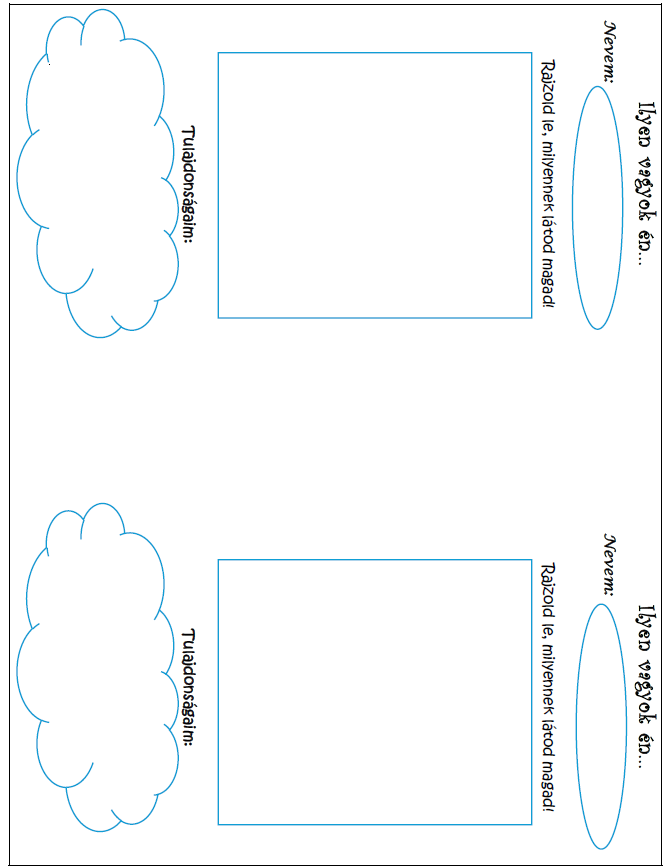 Ilyen vagyok én...
Nevem:
Rajzold le, milyennek látod magad!
Tulajdonságaim:
Ilyen vagyok én...
Nevem:
Rajzold le, milyennek látod magad!
Tulajdonságaim: